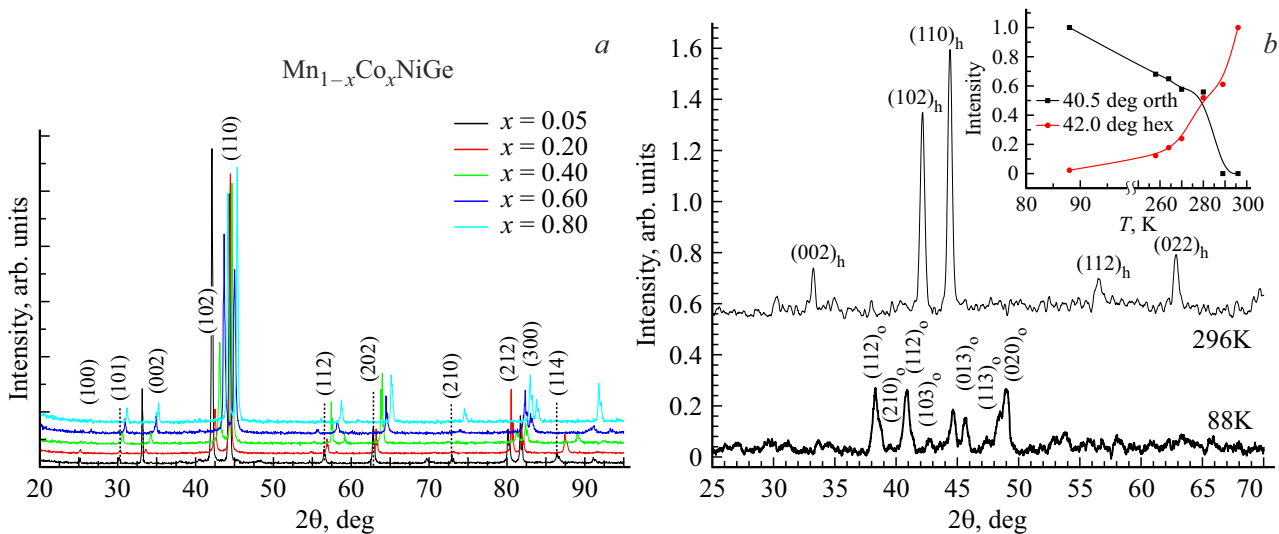 a
Mn1−xCoxNiGe
x = 0.05
x = 0.20
x = 0.40
x = 0.60
x = 0.80
Intensity, arb. units
(100)
(101)
(002)
(102)
(110)
(112)
(202)
(210)
(212)
(300)
(114)
20 30 40 50 60 70 80 90
2θ, deg
b
Intensity, arb. units
1.6
1.4
1.2
1.0
0.8
0.6
0.4
0.2
0
(002)h
(102)h
(110)h
(112)h
(022)h
296K
(112)o
(210)o
(112)o
(103)o
(013)o
(113)o
(020)o
88K
25 30 35 40 45 50 55 60 65 70
2θ, deg
Intensity
1.0
0.8
0.6
0.4
0.2
0
40.5 deg orth
42.0 deg hex
80 90 260 280 300
T, K